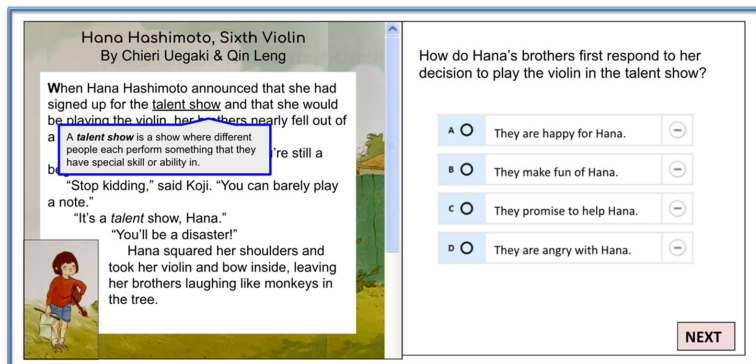 Hana Hashimoto, Sixth Violin
By Chieri Uegaki & Qin Leng
When Hana Hashimoto announced that she had
signed up for the talent show and that she would
be playing the violin, her brothers nearly fell out of
a
A talent show is a show where different
people each perform something that they
have special skill or ability in.
're still a
be
“Stop kidding,” said Koji. “You can barely play
a note.”
“It’s a talent show, Hana.”
“You’ll be a disaster!”
Hana squared her shoulders and
took her violin and bow inside, leaving
her brothers laughing like monkeys in
the tree.
How do Hana’s brothers first respond to her
decision to play the violin in the talent show?
A They are happy for Hana.
B They make fun of Hana.
C They promise to help Hana.
D They are angry with Hana.
NEXT